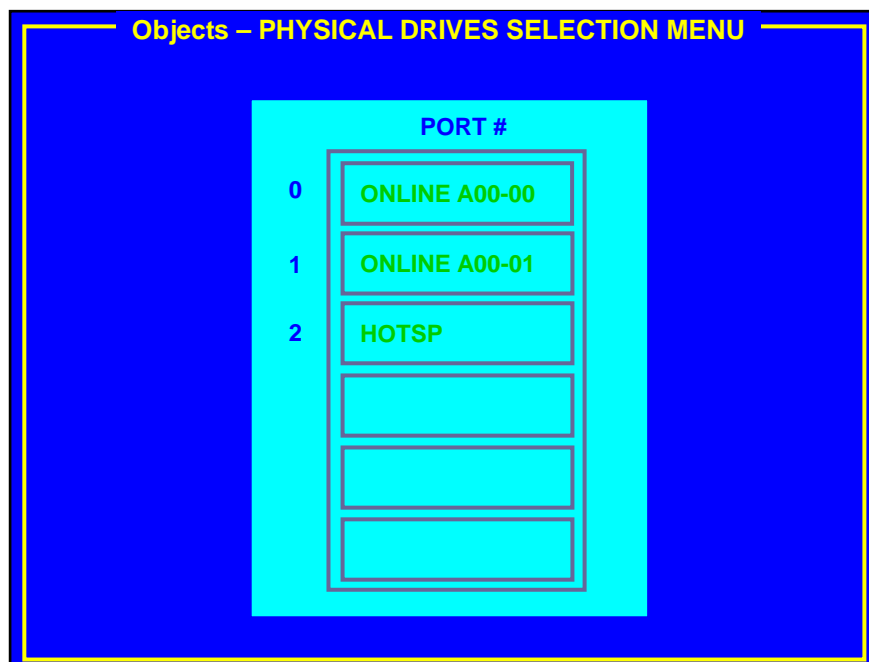 Objects – PHYSICAL DRIVES SELECTION MENU
PORT #
0 ONLINE A00-00
1 ONLINE A00-01
2 HOTSP